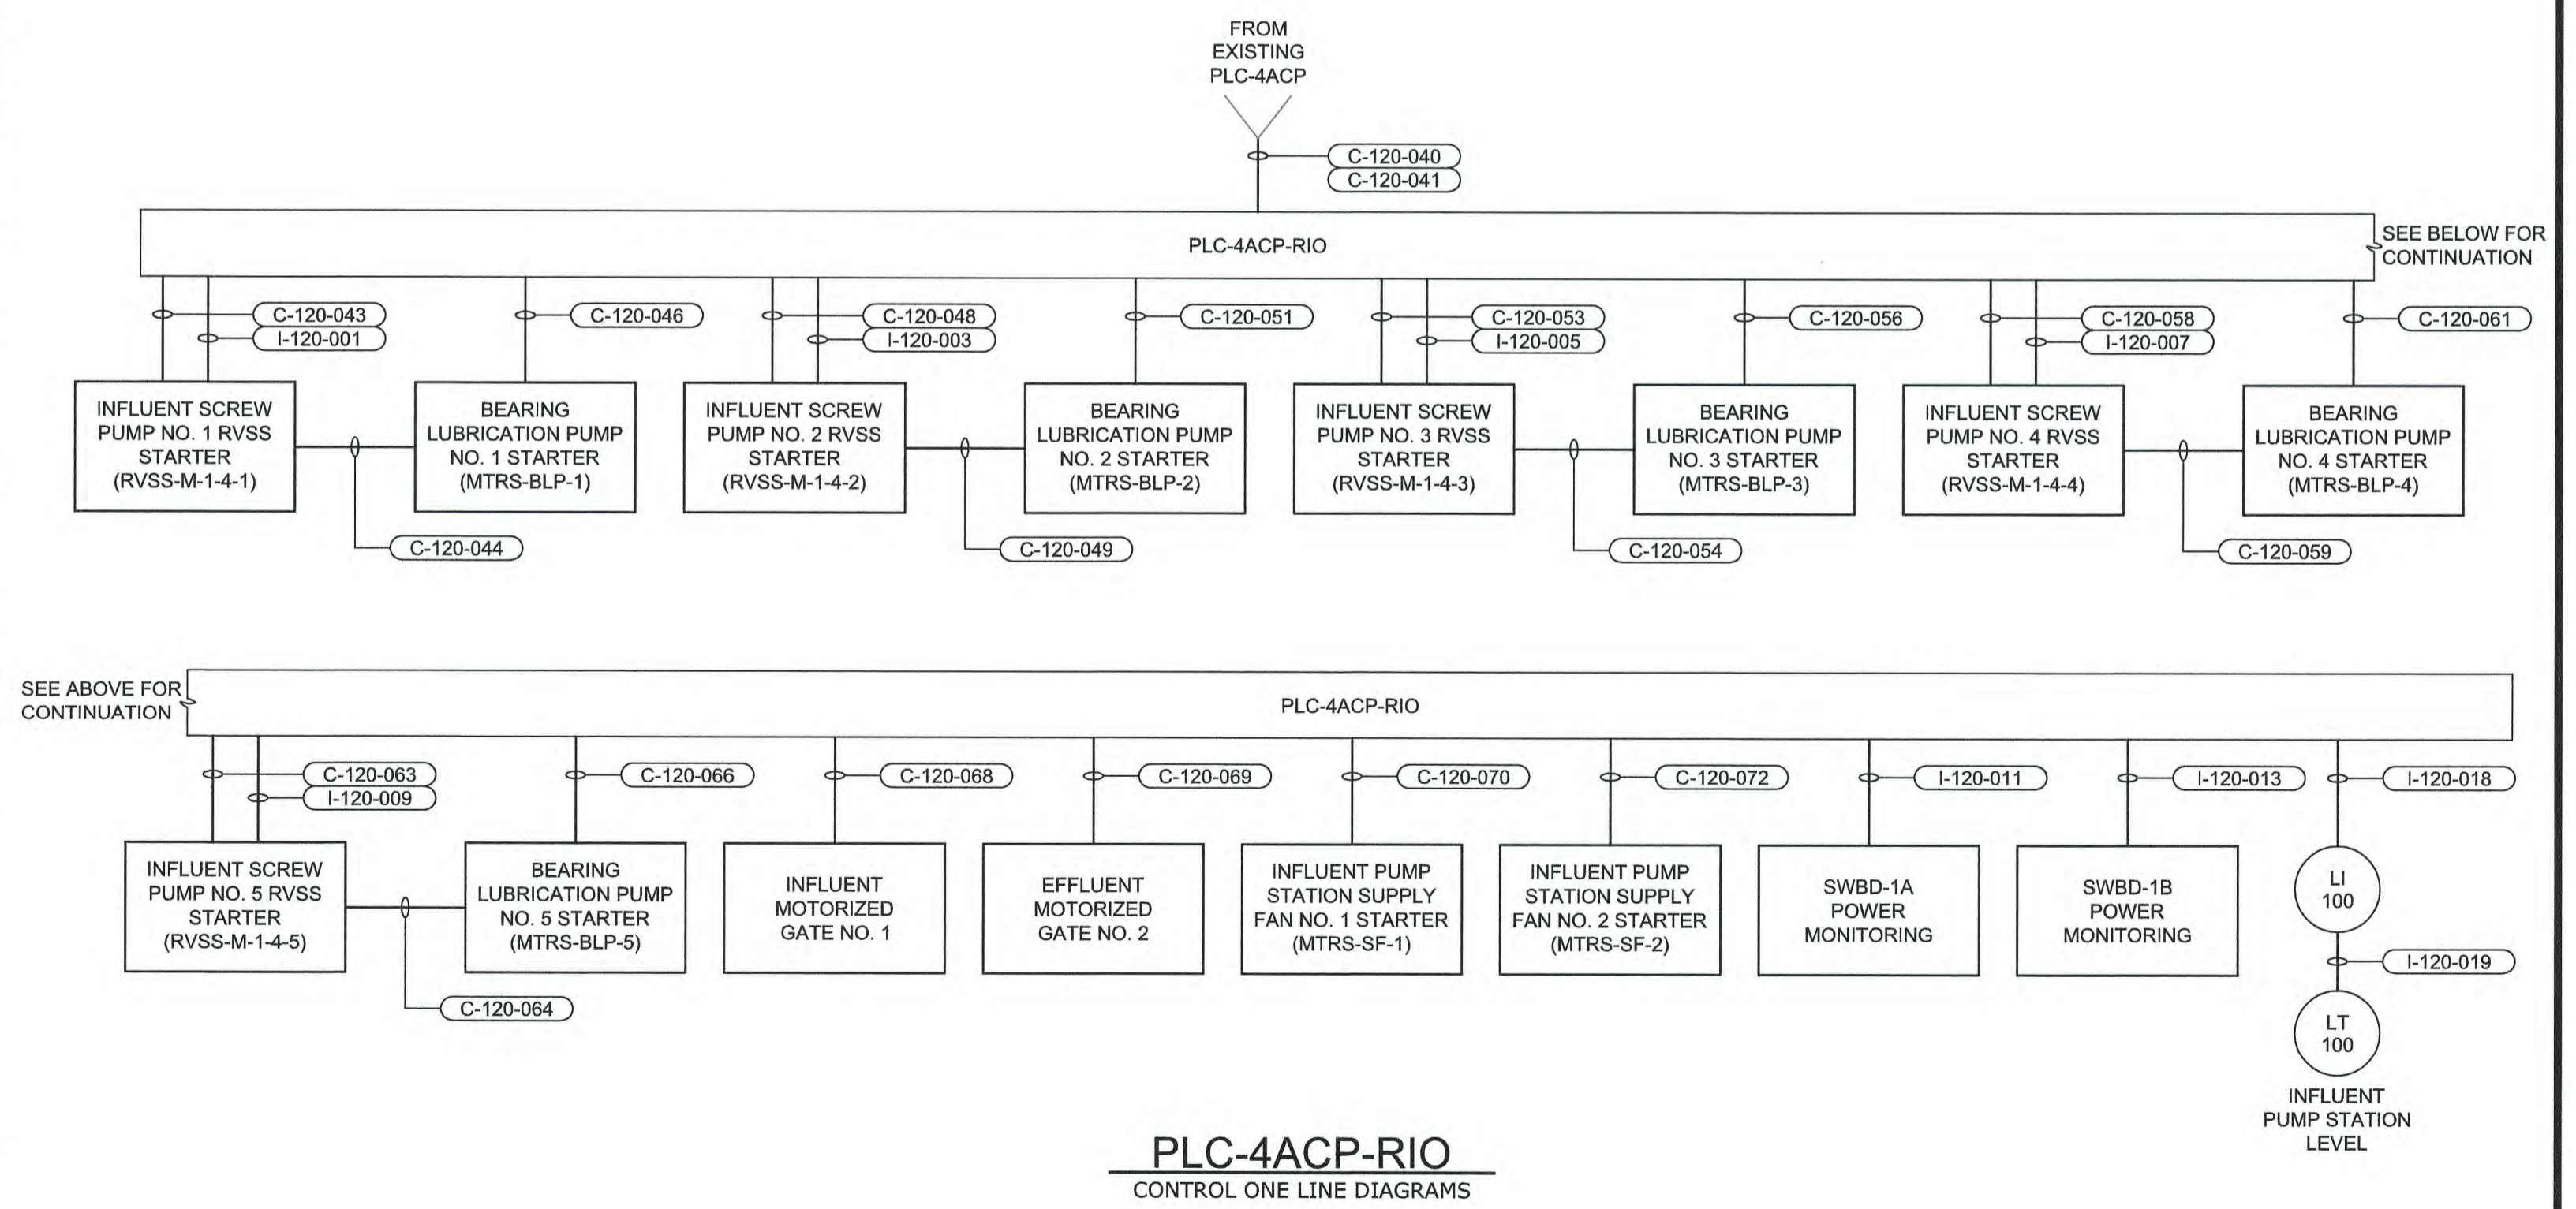 FROM
EXISTING
PLC-4ACP
C-120-040
C-120-041
PLC-4ACP-RIO
SEE BELOW FOR
CONTINUATION
C-120-043
I-120-001
C-120-046
C-120-048
I-120-003
C-120-051
C-120-053
I-120-005
C-120-056
C-120-058
I-120-007
C-120-061
INFLUENT SCREW
PUMP NO. 1 RVSS
STARTER
(RVSS-M-1-4-1)
BEARING
LUBRICATION PUMP
NO. 1 STARTER
(MTRS-BLP-1)
INFLUENT SCREW
PUMP NO. 2 RVSS
STARTER
(RVSS-M-1-4-2)
BEARING
LUBRICATION PUMP
NO. 2 STARTER
(MTRS-BLP-2)
INFLUENT SCREW
PUMP NO. 3 RVSS
STARTER
(RVSS-M-1-4-3)
BEARING
LUBRICATION PUMP
NO. 3 STARTER
(MTRS-BLP-3)
INFLUENT SCREW
PUMP NO. 4 RVSS
STARTER
(RVSS-M-1-4-4)
BEARING
LUBRICATION PUMP
NO. 4 STARTER
(MTRS-BLP-4)
C-120-044
C-120-049
C-120-054
C-120-059
SEE ABOVE FOR
CONTINUATION
PLC-4ACP-RIO
C-120-063
I-120-009
C-120-066
C-120-068
C-120-069
C-120-070
C-120-072
I-120-011
I-120-013
I-120-018
INFLUENT SCREW
PUMP NO. 5 RVSS
STARTER
(RVSS-M-1-4-5)
BEARING
LUBRICATION PUMP
NO. 5 STARTER
(MTRS-BLP-5)
INFLUENT
MOTORIZED
GATE NO. 1
EFFLUENT
MOTORIZED
GATE NO. 2
INFLUENT PUMP
STATION SUPPLY
FAN NO. 1 STARTER
(MTRS-SF-1)
INFLUENT PUMP
STATION SUPPLY
FAN NO. 2 STARTER
(MTRS-SF-2)
SWBD-1A
POWER
MONITORING
SWBD-1B
POWER
MONITORING
LI
100
I-120-019
C-120-064
LT
100
INFLUENT
PUMP STATION
LEVEL
PLC-4ACP-RIO
CONTROL ONE LINE DIAGRAMS